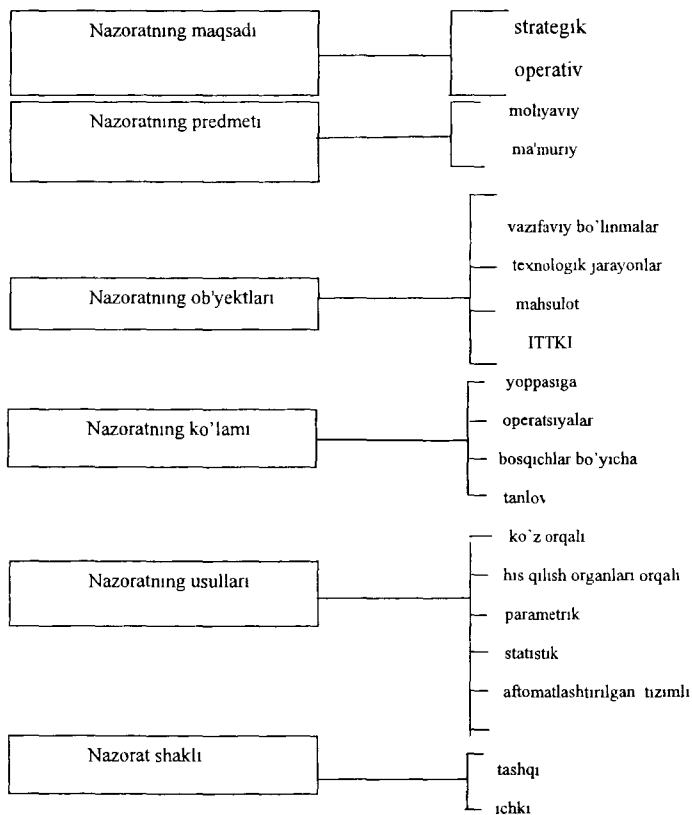 Nazoratning maqsadi
strategik
operativ
Nazoratning predmeti
moliyaviy
ma'muriy
vazifaviy bo`linmalar
texnologik jarayonlar
Nazoratning ob'yektlari
mahsulot
ITTKI
yoppasiga
Nazoratning ko'lami
operatsiyalar
bosqichlar bo'yicha
tanlov
ko`z orqali
Nazoratning usullari
his qilish organlari orqali
parametrik
statistik
aftomatlashtirilgan tizimli
Nazorat shakli
tashqi
ichki